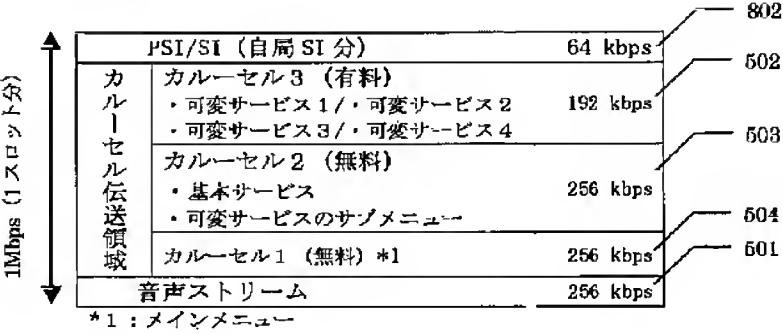 PSI/SI (自局 SI 分) 64 kbps
802
カルーセル伝送領域
カルーセル3 (有料)
・可変サービス1/・可変サービス2 192 kbps
・可変サービス3/・可変サービス4
502
カルーセル2 (無料)
・基本サービス 256 kbps
・可変サービスのサブメニュー
503
カルーセル1 (無料) *1 256 kbps
504
音声ストリーム 256 kbps
501
1Mbps (1スロット分)
*1:メインメニュー